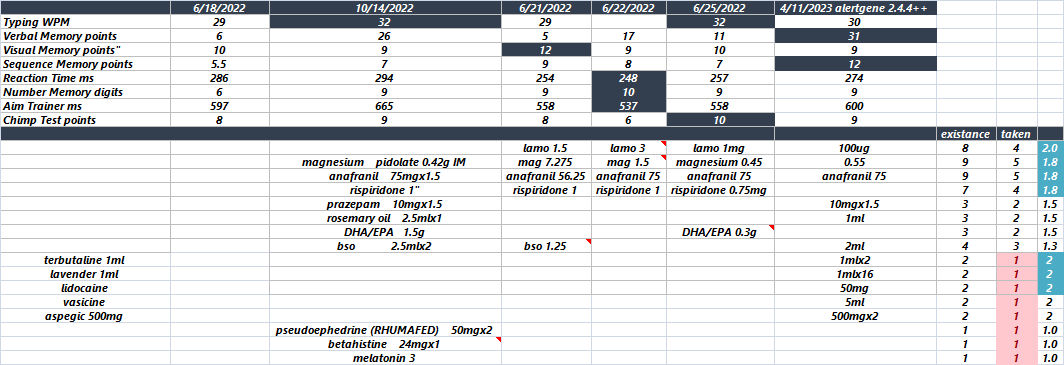 6/18/2022 10/14/2022 6/21/2022 6/22/2022 6/25/2022 4/11/2023 alertgene 2.4.4++
Typing WPM 29 32 29 32 30
Verbal Memory points 6 26 5 17 11 31
Visual Memory points" 10 9 12 9 10 9
Sequence Memory points 5.5 7 9 8 7 12
Reaction Time ms 286 294 254 248 257 274
Number Memory digits 6 9 9 10 9 9
Aim Trainer ms 597 665 558 537 558 600
Chimp Test points 8 9 8 6 10 9
existance taken
lamo 1.5 lamo 3 lamo 1mg 100ug 8 4 2.0
magnesium pidolate 0.42g IM mag 7.275 mag 1.5 magnesium 0.45 0.55 9 5 1.8
anafranil 75mgx1.5 anafranil 56.25 anafranil 75 anafranil 75 anafranil 75 9 5 1.8
rispiridone 1" rispiridone 1 rispiridone 1 rispiridone 0.75mg 7 4 1.8
prazepam 10mgx1.5 10mgx1.5 3 2 1.5
rosemary oil 2.5mlx1 1ml 3 2 1.5
DHA/EPA 1.5g DHA/EPA 0.3g 3 2 1.5
bso 2.5mlx2 bso 1.25 2ml 4 3 1.3
terbutaline 1ml 1mlx2 2 1 2
lavender 1ml 1mlx16 2 1 2
lidocaine 50mg 2 1 2
vasicine 5ml 2 1 2
aspegic 500mg 500mgx2 2 1 2
pseudoephedrine (RHUMAFED) 50mgx2 1 1 1.0
betahistine 24mgx1 1 1 1.0
melatonin 3 1 1 1.0